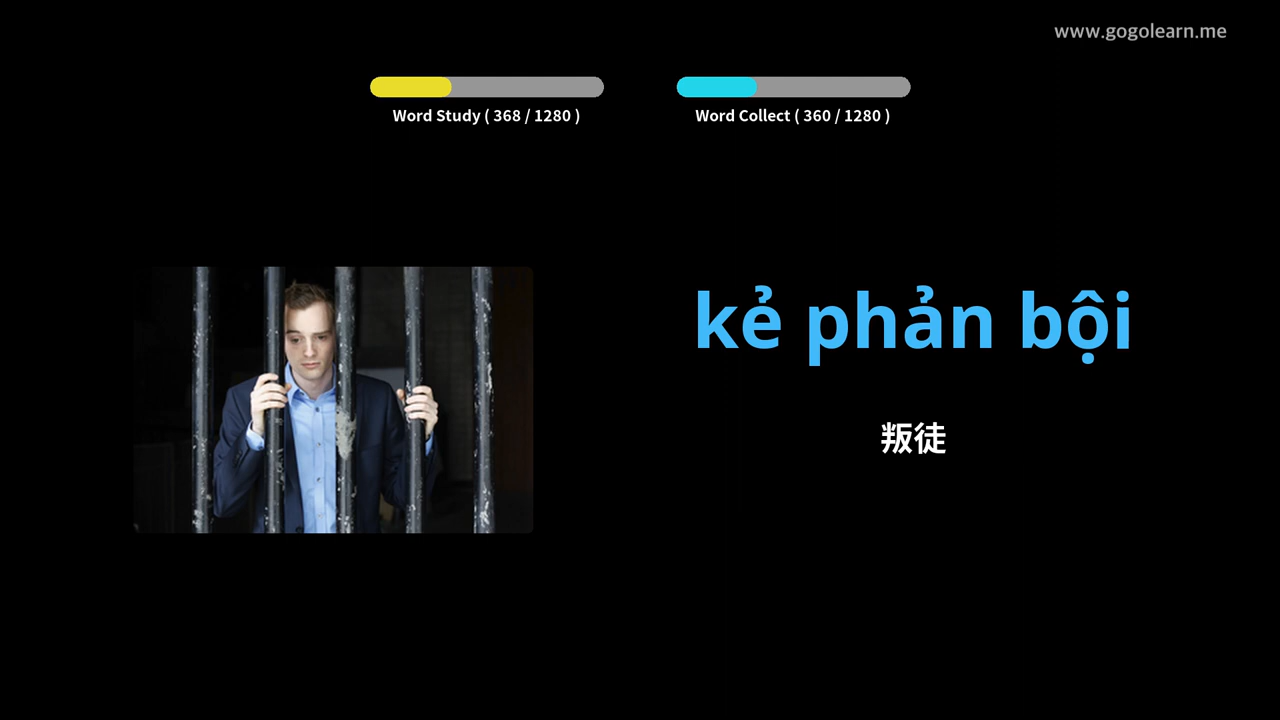 www.gogolearn.me
Word Study ( 368 / 1280 )
Word Collect ( 360 / 1280 )
kẻ phản bội
叛徒